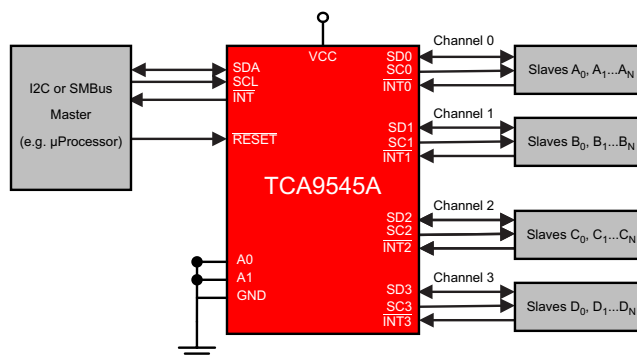 VCC
I2C or SMBus
Master
(e.g. µProcessor)
SDA
SCL
INT
RESET
TCA9545A
A0
A1
GND
Channel 0
SD0
SC0
INT0
Slaves A0, A1...AN
Channel 1
SD1
SC1
INT1
Slaves B0, B1...BN
Channel 2
SD2
SC2
INT2
Slaves C0, C1...CN
Channel 3
SD3
SC3
INT3
Slaves D0, D1...DN